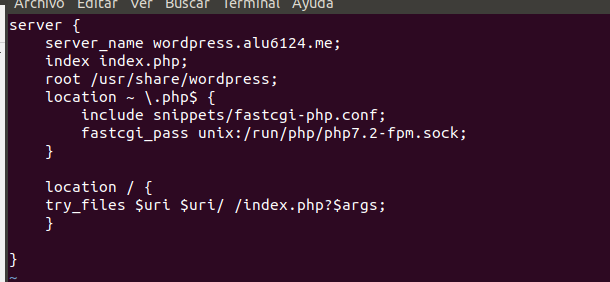 Archivo Editar Ver Buscar Terminal Ayuda
server {
    server_name wordpress.alu6124.me;
    index index.php;
    root /usr/share/wordpress;
    location ~ \.php$ {
        include snippets/fastcgi-php.conf;
        fastcgi_pass unix:/run/php/php7.2-fpm.sock;
    }

    location / {
    try_files $uri $uri/ /index.php?$args;
    }

}
~